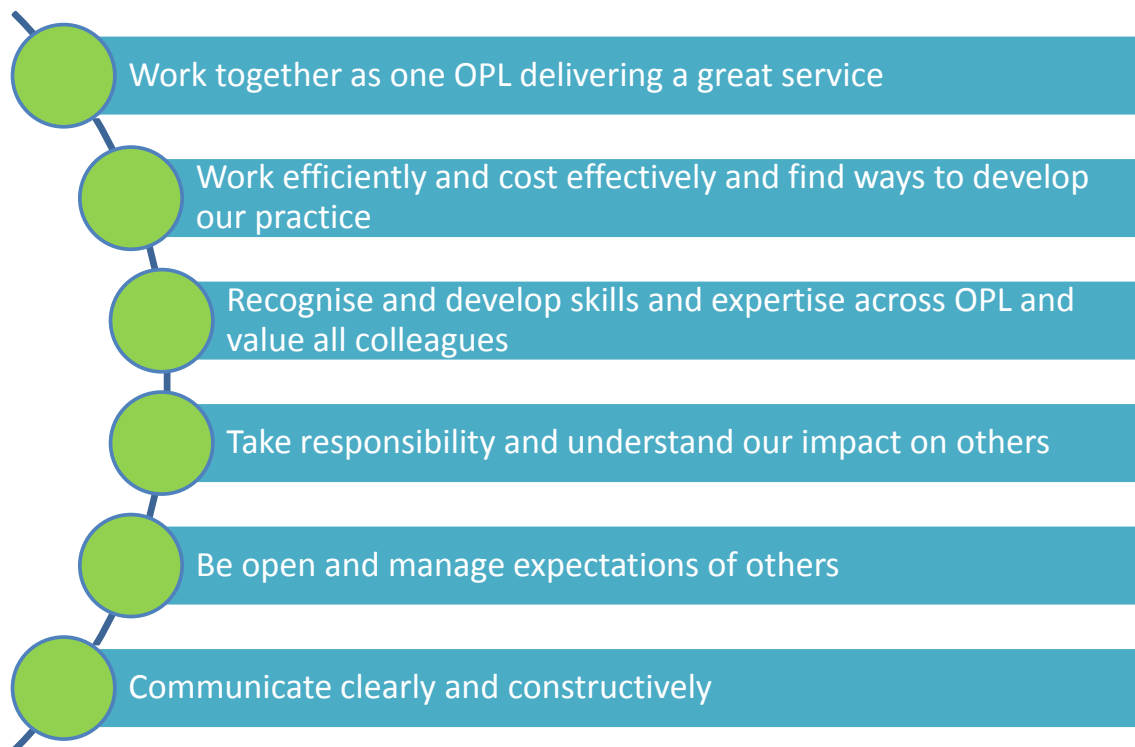 Work together as one OPL delivering a great service
Work efficiently and cost effectively and find ways to develop
our practice
Recognise and develop skills and expertise across OPL and
value all colleagues
Take responsibility and understand our impact on others
Be open and manage expectations of others
Communicate clearly and constructively